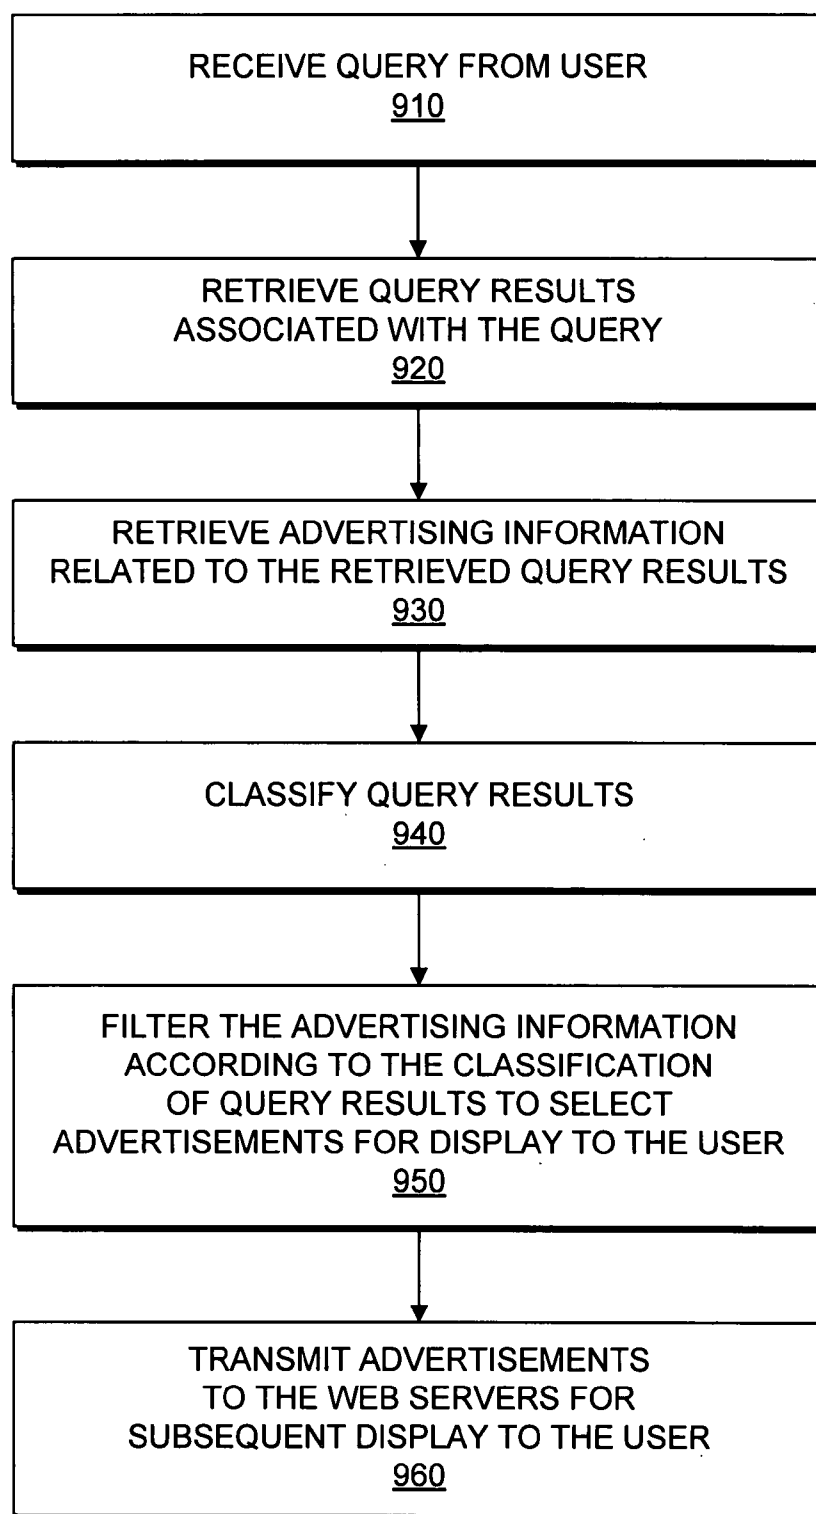 RECEIVE QUERY FROM USER
910
RETRIEVE QUERY RESULTS
ASSOCIATED WITH THE QUERY
920
RETRIEVE ADVERTISING INFORMATION
RELATED TO THE RETRIEVED QUERY RESULTS
930
CLASSIFY QUERY RESULTS
940
FILTER THE ADVERTISING INFORMATION
ACCORDING TO THE CLASSIFICATION
OF QUERY RESULTS TO SELECT
ADVERTISEMENTS FOR DISPLAY TO THE USER
950
TRANSMIT ADVERTISEMENTS
TO THE WEB SERVERS FOR
SUBSEQUENT DISPLAY TO THE USER
960